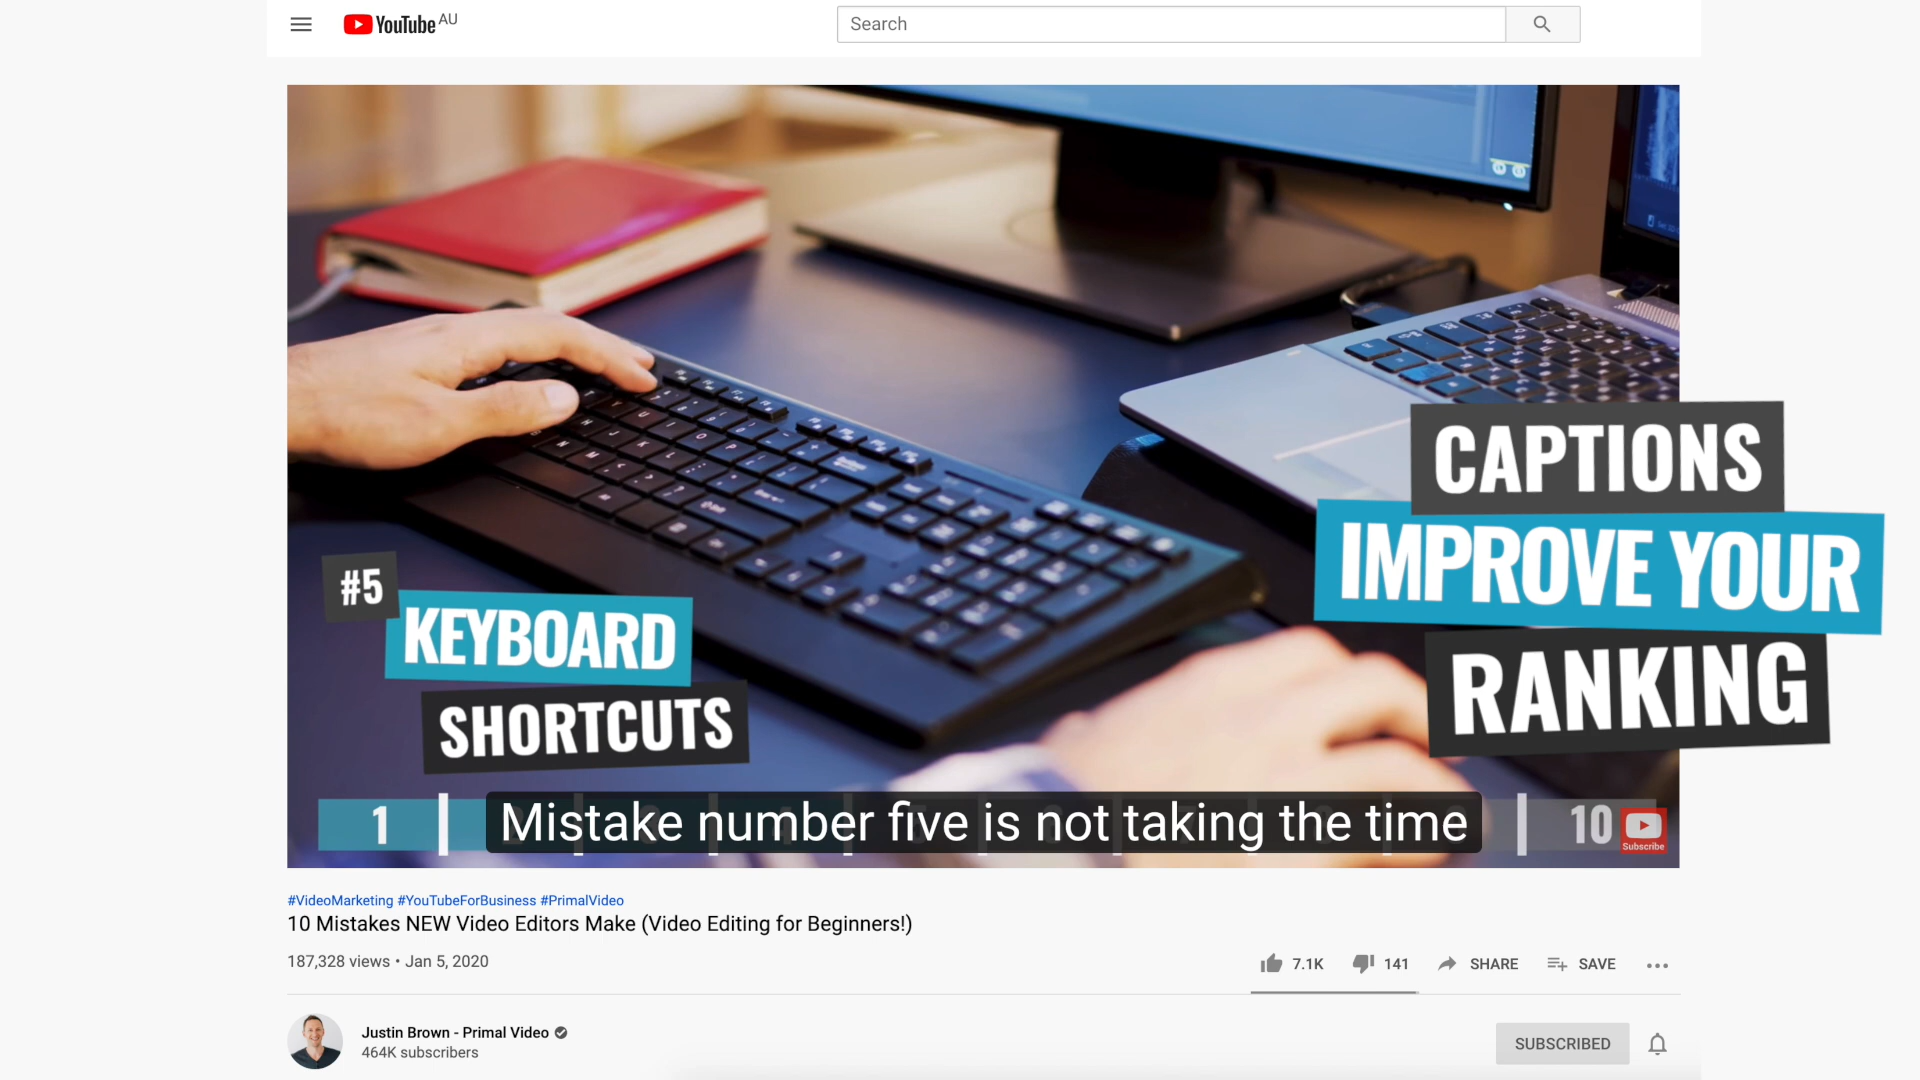 YouTube AU
Search
CAPTIONS
IMPROVE YOUR
RANKING
#5
KEYBOARD
SHORTCUTS
1
10
Subscribe
Mistake number five is not taking the time
#VideoMarketing #YouTubeForBusiness #PrimalVideo
10 Mistakes NEW Video Editors Make (Video Editing for Beginners!)
187,328 views • Jan 5, 2020
7.1K 141 SHARE SAVE
Justin Brown - Primal Video
464K subscribers
SUBSCRIBED